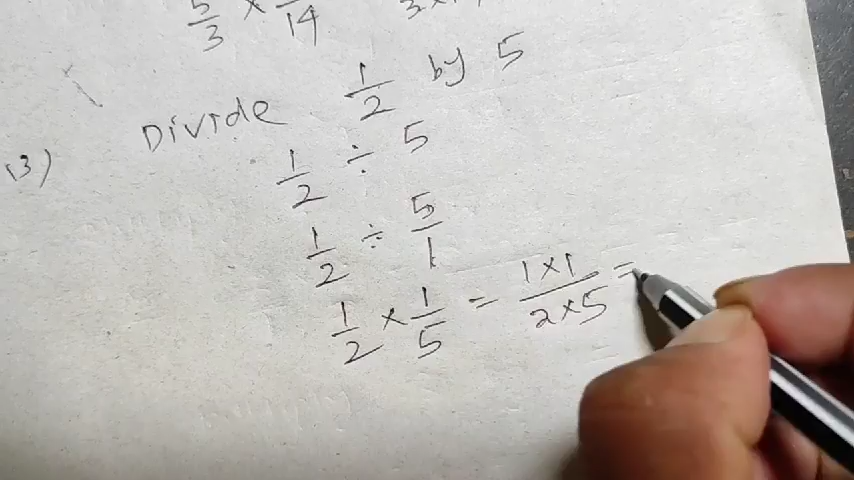 5/3 × /14 3×
(3) Divide 1/2 by 5
1/2 ÷ 5
1/2 ÷ 5/1
1/2 × 1/5 = 1×1/2×5 =